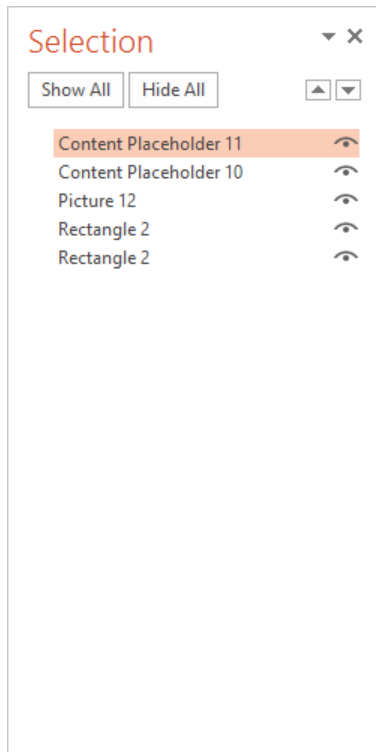 Selection
Show All Hide All
Content Placeholder 11
Content Placeholder 10
Picture 12
Rectangle 2
Rectangle 2